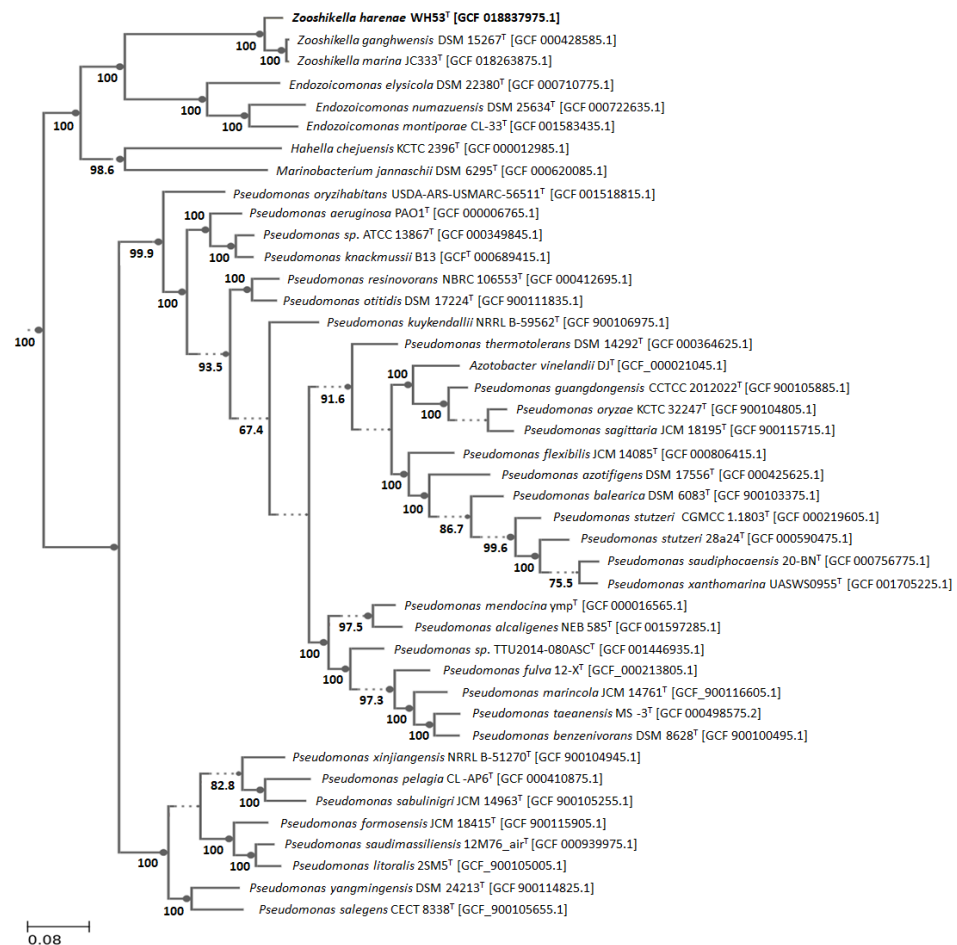 Zooshikella harenae WH53ᵀ [GCF 018837975.1]
Zooshikella ganghwensis DSM 15267ᵀ [GCF 000428585.1]
100
Zooshikella marina JC333ᵀ [GCF 018263875.1]
100
100
Endozoicomonas elysicola DSM 22380ᵀ [GCF 000710775.1]
Endozoicomonas numazuensis DSM 25634ᵀ [GCF 000722635.1]
100
100
100
Endozoicomonas montiporae CL-33ᵀ [GCF 001583435.1]
Hahella chejuensis KCTC 2396ᵀ [GCF 000012985.1]
98.6
Marinobacterium jannaschii DSM 6295ᵀ [GCF 000620085.1]
Pseudomonas oryzihabitans USDA-ARS-USMARC-56511ᵀ [GCF 001518815.1]
100
Pseudomonas aeruginosa PAO1ᵀ [GCF 000006765.1]
Pseudomonas sp. ATCC 13867ᵀ [GCF 000349845.1]
99.9
100
Pseudomonas knackmussii B13 [GCFᵀ 000689415.1]
100
Pseudomonas resinovorans NBRC 106553ᵀ [GCF 000412695.1]
100
Pseudomonas otitidis DSM 17224ᵀ [GCF 900111835.1]
Pseudomonas kuykendallii NRRL B-59562ᵀ [GCF 900106975.1]
100
Pseudomonas thermotolerans DSM 14292ᵀ [GCF 000364625.1]
93.5
Azotobacter vinelandii DJᵀ [GCF_000021045.1]
100
Pseudomonas guangdongensis CCTCC 2012022ᵀ [GCF 900105885.1]
91.6
100
Pseudomonas oryzae KCTC 32247ᵀ [GCF 900104805.1]
67.4
Pseudomonas sagittaria JCM 18195ᵀ [GCF 900115715.1]
Pseudomonas flexibilis JCM 14085ᵀ [GCF 000806415.1]
100
Pseudomonas azotifigens DSM 17556ᵀ [GCF 000425625.1]
Pseudomonas balearica DSM 6083ᵀ [GCF 900103375.1]
100
Pseudomonas stutzeri CGMCC 1.1803ᵀ [GCF 000219605.1]
86.7
Pseudomonas stutzeri 28a24ᵀ [GCF 000590475.1]
99.6
Pseudomonas saudiphocaensis 20-BNᵀ [GCF 000756775.1]
100
75.5
Pseudomonas xanthomarina UASWS0955ᵀ [GCF 001705225.1]
Pseudomonas mendocina ympᵀ [GCF 000016565.1]
97.5
Pseudomonas alcaligenes NEB 585ᵀ [GCF 001597285.1]
100
Pseudomonas sp. TTU2014-080ASCᵀ [GCF 001446935.1]
100
Pseudomonas fulva 12-Xᵀ [GCF_000213805.1]
97.3
Pseudomonas marincola JCM 14761ᵀ [GCF_900116605.1]
100
Pseudomonas taeanensis MS -3ᵀ [GCF 000498575.2]
100
Pseudomonas benzenivorans DSM 8628ᵀ [GCF 900100495.1]
Pseudomonas xinjiangensis NRRL B-51270ᵀ [GCF 900104945.1]
82.8
Pseudomonas pelagia CL -AP6ᵀ [GCF 000410875.1]
100
Pseudomonas sabulinigri JCM 14963ᵀ [GCF 900105255.1]
Pseudomonas formosensis JCM 18415ᵀ [GCF 900115905.1]
100
Pseudomonas saudimassiliensis 12M76_airᵀ [GCF 000939975.1]
100
100
Pseudomonas litoralis 2SM5ᵀ [GCF_900105005.1]
Pseudomonas yangmingensis DSM 24213ᵀ [GCF 900114825.1]
100
Pseudomonas salegens CECT 8338ᵀ [GCF_900105655.1]
0.08